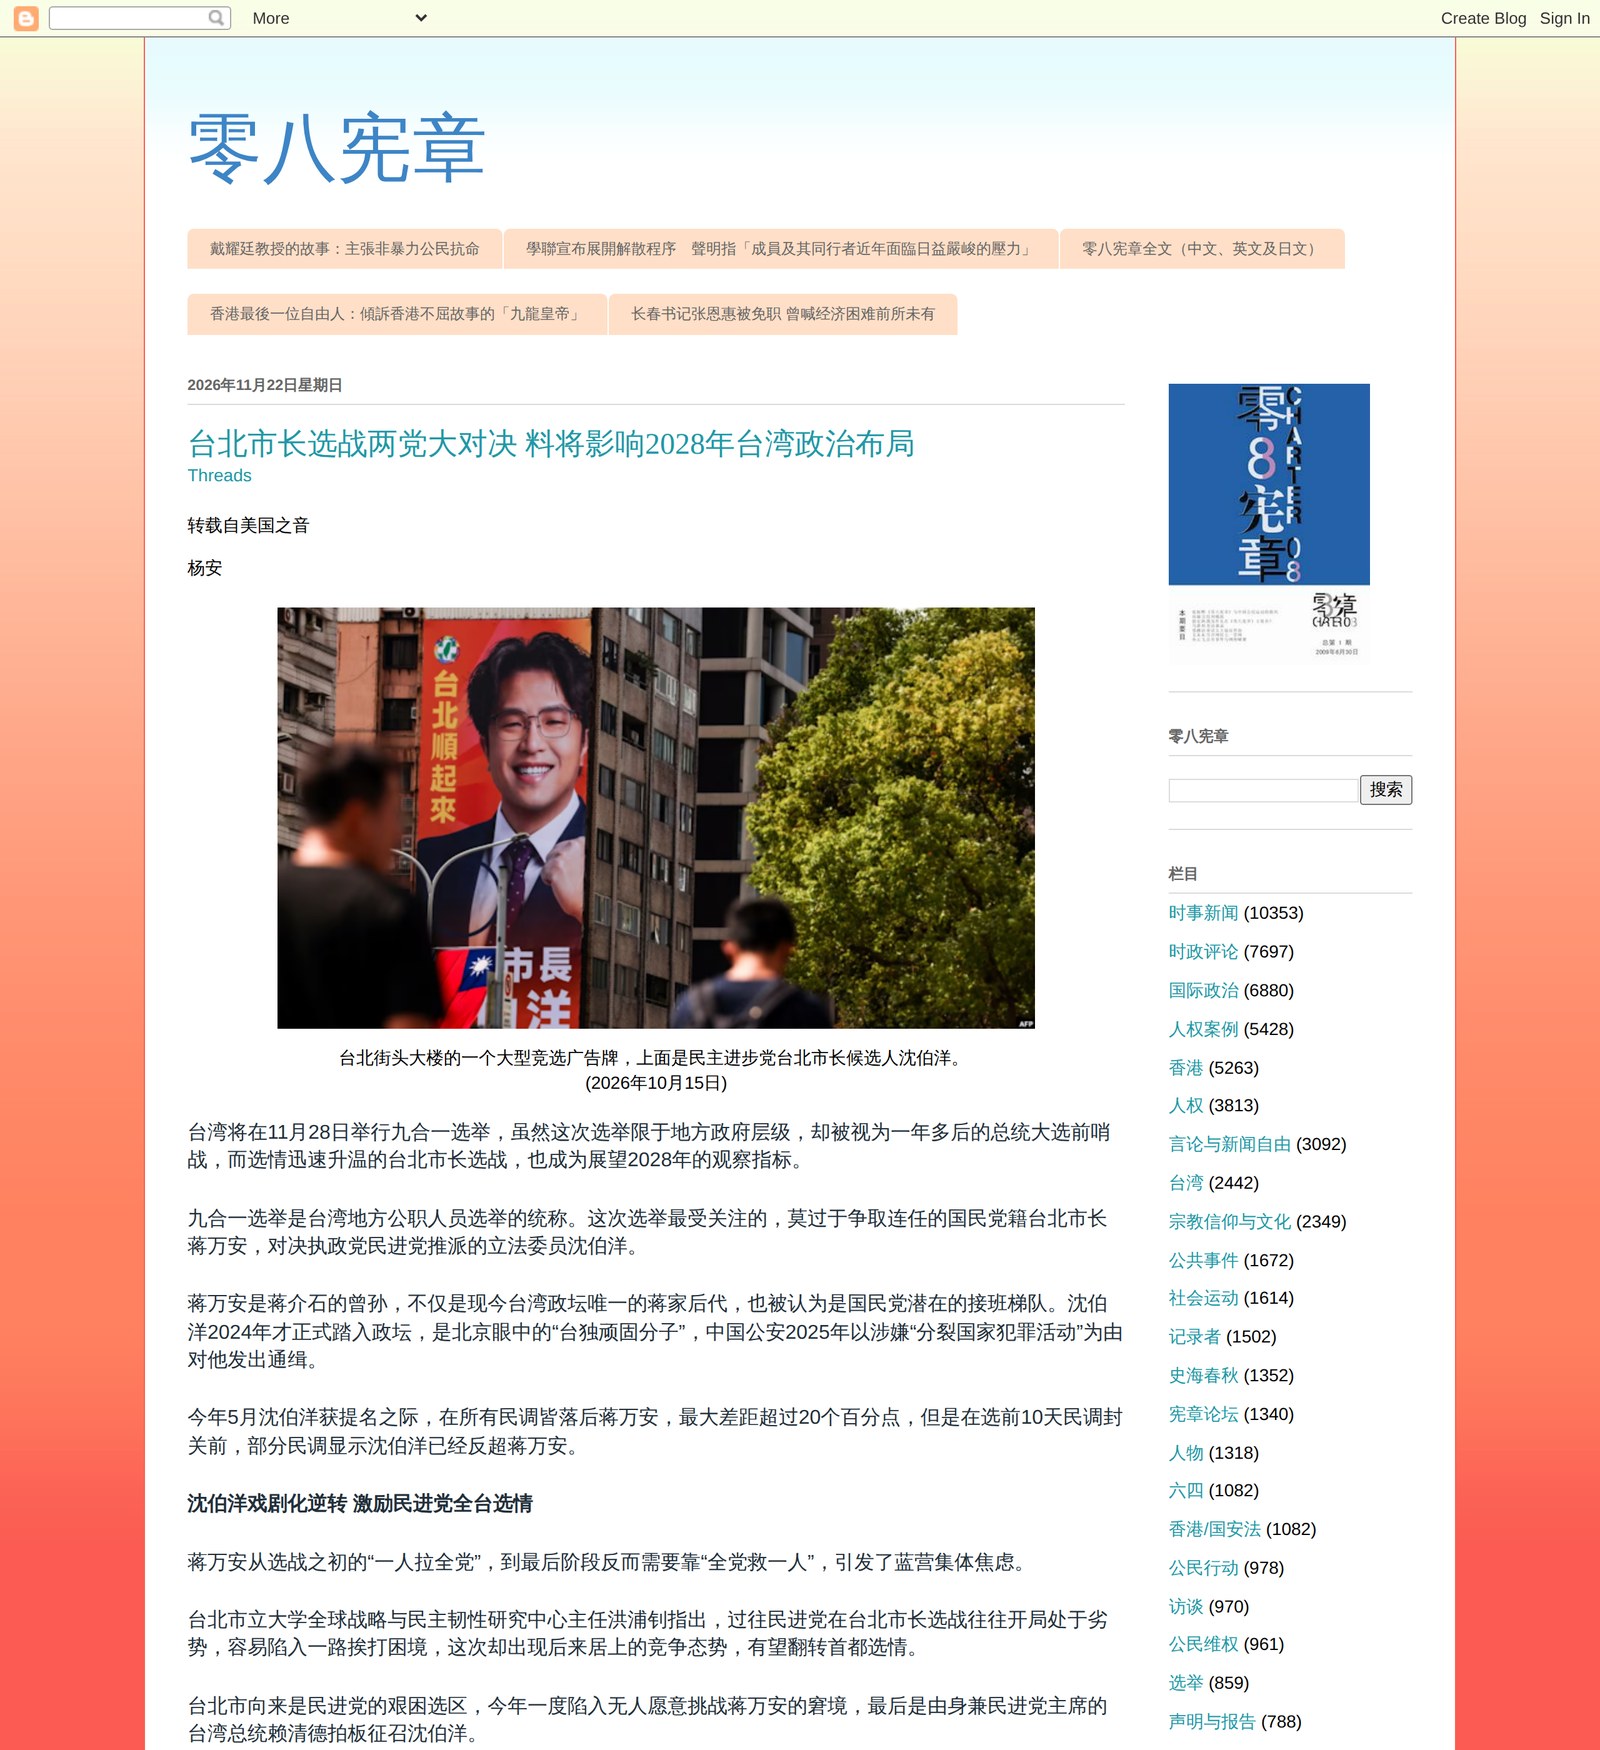 More
Create Blog
Sign In
零八宪章
戴耀廷教授的故事：主張非暴力公民抗命
學聯宣布展開解散程序　聲明指「成員及其同行者近年面臨日益嚴峻的壓力」
零八宪章全文（中文、英文及日文）
香港最後一位自由人：傾訴香港不屈故事的「九龍皇帝」
长春书记张恩惠被免职 曾喊经济困难前所未有
2026年11月22日星期日
台北市长选战两党大对决 料将影响2028年台湾政治布局
Threads
转载自美国之音
杨安
台北順起來
市長
洋
AFP
台北街头大楼的一个大型竞选广告牌，上面是民主进步党台北市长候选人沈伯洋。
(2026年10月15日)
台湾将在11月28日举行九合一选举，虽然这次选举限于地方政府层级，却被视为一年多后的总统大选前哨
战，而选情迅速升温的台北市长选战，也成为展望2028年的观察指标。
九合一选举是台湾地方公职人员选举的统称。这次选举最受关注的，莫过于争取连任的国民党籍台北市长
蒋万安，对决执政党民进党推派的立法委员沈伯洋。
蒋万安是蒋介石的曾孙，不仅是现今台湾政坛唯一的蒋家后代，也被认为是国民党潜在的接班梯队。沈伯
洋2024年才正式踏入政坛，是北京眼中的“台独顽固分子”，中国公安2025年以涉嫌“分裂国家犯罪活动”为由
对他发出通缉。
今年5月沈伯洋获提名之际，在所有民调皆落后蒋万安，最大差距超过20个百分点，但是在选前10天民调封
关前，部分民调显示沈伯洋已经反超蒋万安。
沈伯洋戏剧化逆转 激励民进党全台选情
蒋万安从选战之初的“一人拉全党”，到最后阶段反而需要靠“全党救一人”，引发了蓝营集体焦虑。
台北市立大学全球战略与民主韧性研究中心主任洪浦钊指出，过往民进党在台北市长选战往往开局处于劣
势，容易陷入一路挨打困境，这次却出现后来居上的竞争态势，有望翻转首都选情。
台北市向来是民进党的艰困选区，今年一度陷入无人愿意挑战蒋万安的窘境，最后是由身兼民进党主席的
台湾总统赖清德拍板征召沈伯洋。
零8宪章
CHARTER 08
本期要目
总第 1 期
2009年6月30日
零八宪章
搜索
栏目
时事新闻 (10353)
时政评论 (7697)
国际政治 (6880)
人权案例 (5428)
香港 (5263)
人权 (3813)
言论与新闻自由 (3092)
台湾 (2442)
宗教信仰与文化 (2349)
公共事件 (1672)
社会运动 (1614)
记录者 (1502)
史海春秋 (1352)
宪章论坛 (1340)
人物 (1318)
六四 (1082)
香港/国安法 (1082)
公民行动 (978)
访谈 (970)
公民维权 (961)
选举 (859)
声明与报告 (788)